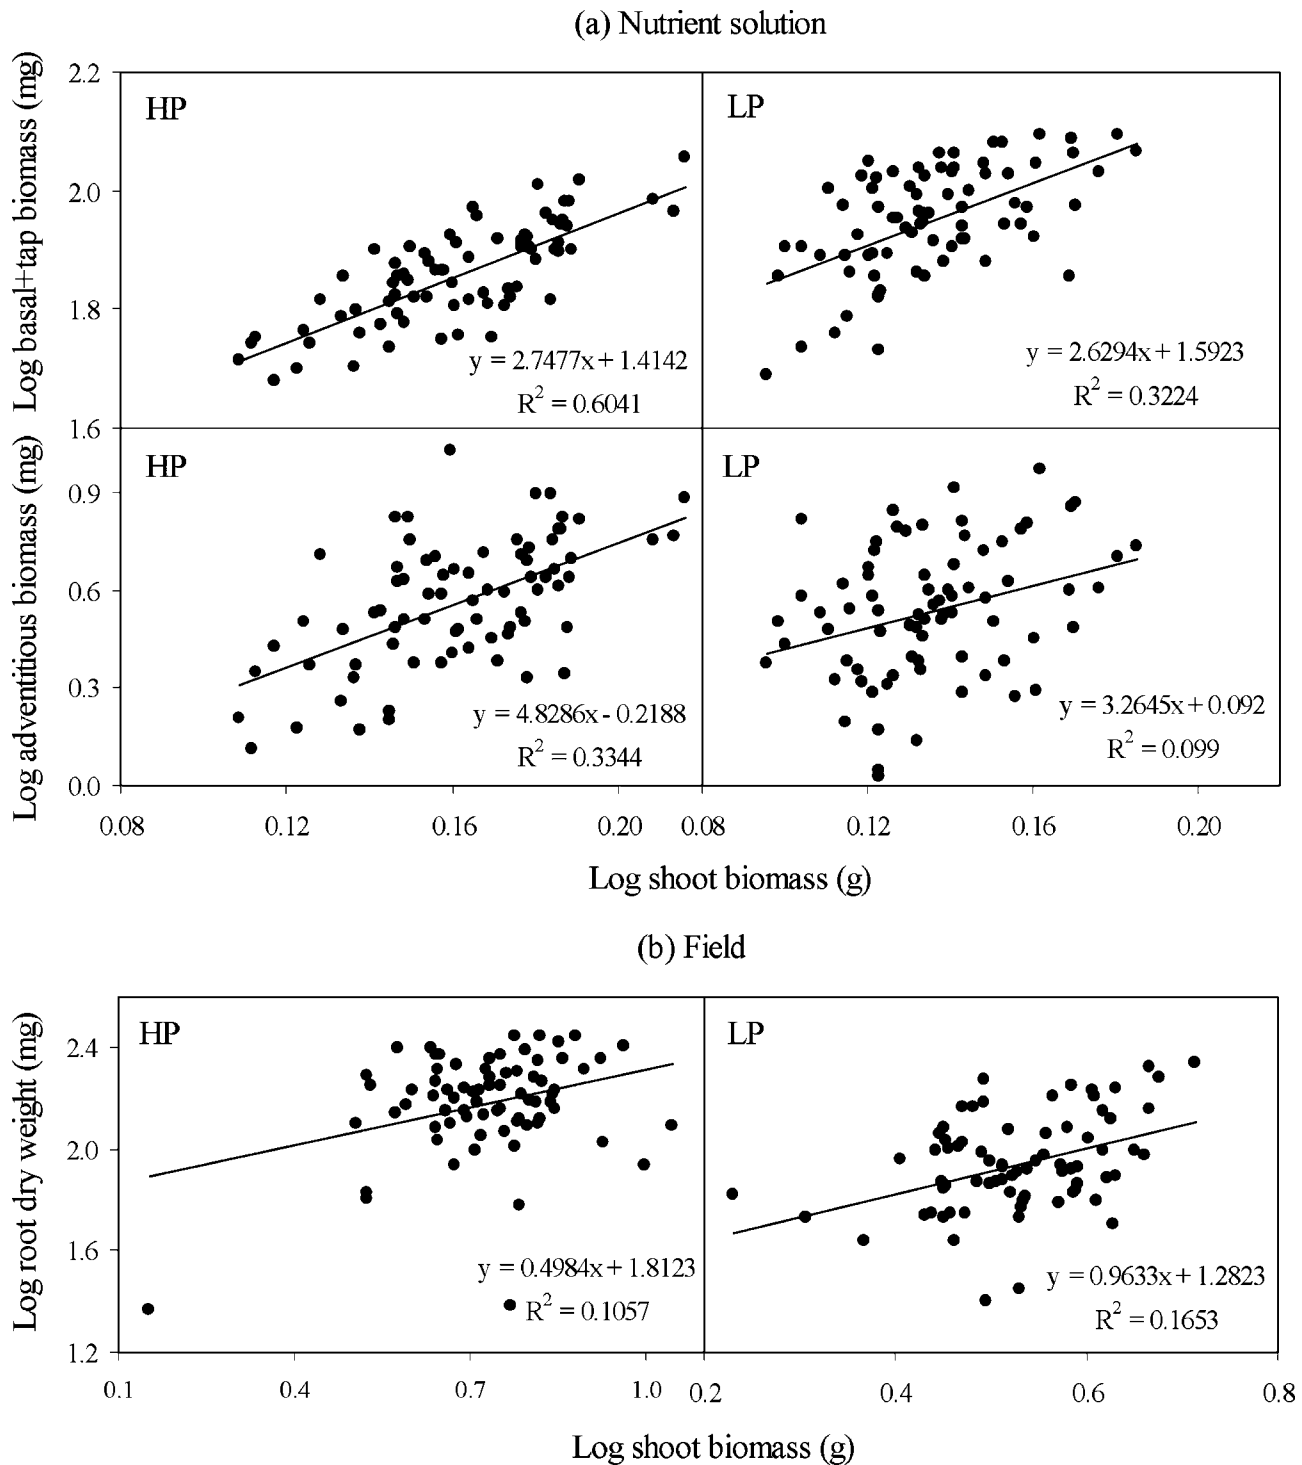 (a) Nutrient solution
Log basal+tap biomass (mg)
2.2
2.0
1.8
1.6
HP
y = 2.7477x + 1.4142
R² = 0.6041
LP
y = 2.6294x + 1.5923
R² = 0.3224
Log adventitious biomass (mg)
0.9
0.6
0.3
0.0
HP
y = 4.8286x - 0.2188
R² = 0.3344
LP
y = 3.2645x + 0.092
R² = 0.099
0.08 0.12 0.16 0.20 0.08 0.12 0.16 0.20
Log shoot biomass (g)
(b) Field
Log root dry weight (mg)
2.4
2.0
1.6
1.2
HP
y = 0.4984x + 1.8123
R² = 0.1057
LP
y = 0.9633x + 1.2823
R² = 0.1653
0.1 0.4 0.7 1.0 0.2 0.4 0.6 0.8
Log shoot biomass (g)